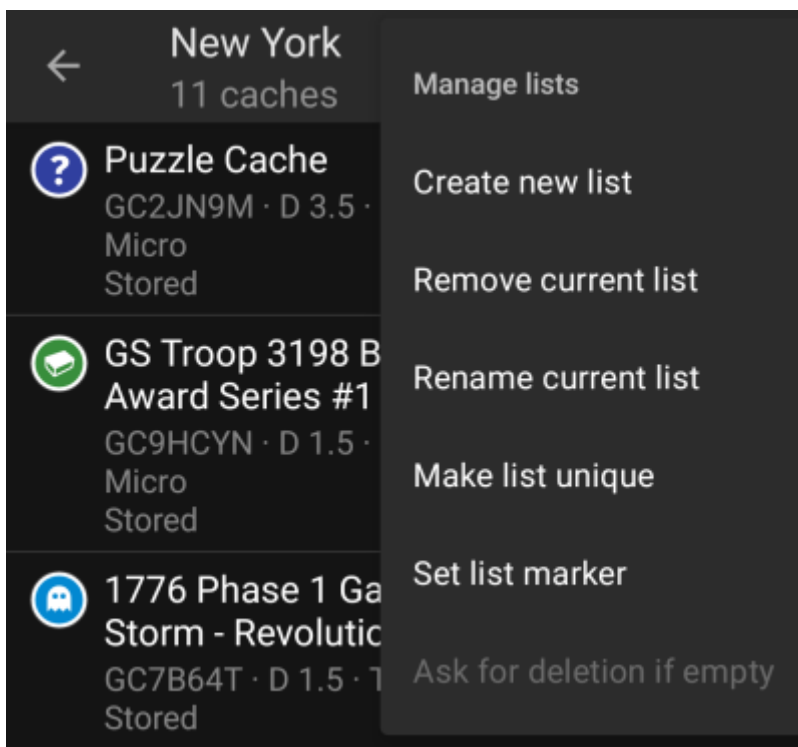 New York
11 caches
Puzzle Cache
GC2JN9M · D 3.5 ·
Micro
Stored
GS Troop 3198 B
Award Series #1
GC9HCYN · D 1.5 ·
Micro
Stored
1776 Phase 1 Ga
Storm - Revolutio
GC7B64T · D 1.5 · T
Stored
Manage lists
Create new list
Remove current list
Rename current list
Make list unique
Set list marker
Ask for deletion if empty